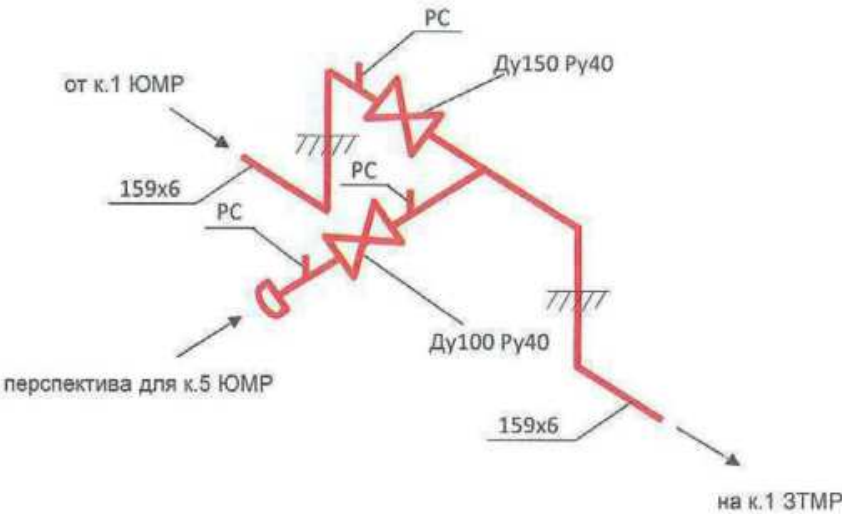 РС
Ду150 Ру40
от к.1 ЮМР
РС
159х6
РС
Ду100 Ру40
перспектива для к.5 ЮМР
159х6
на к.1 ЗТМР